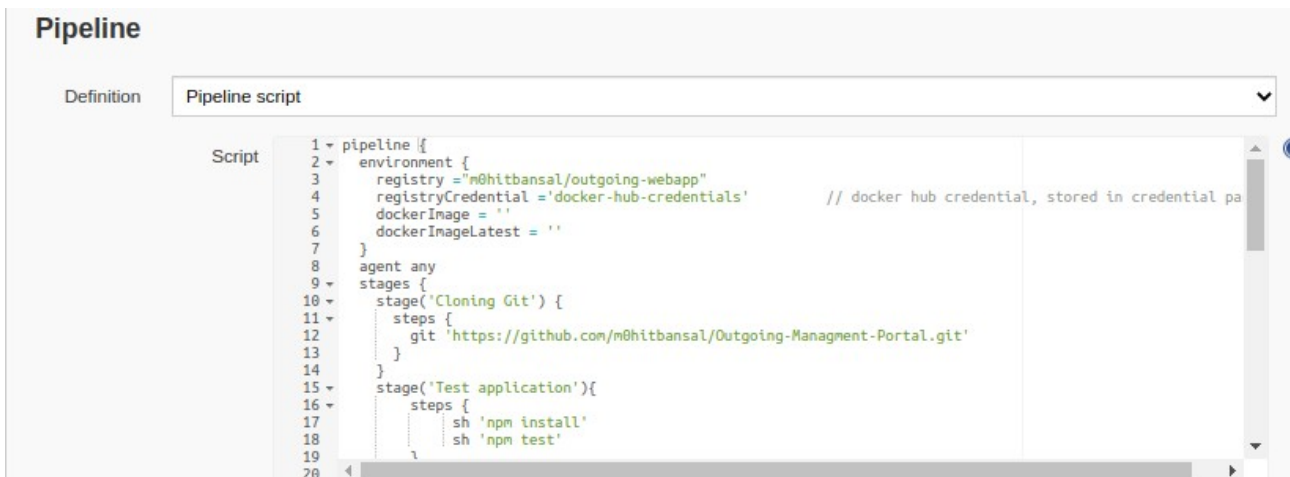 Pipeline
Definition Pipeline script
Script
1 pipeline {
2   environment {
3     registry ="m0hitbansal/outgoing-webapp"
4     registryCredential ='docker-hub-credentials'         // docker hub credential, stored in credential pa
5     dockerImage = ''
6     dockerImageLatest = ''
7   }
8   agent any
9   stages {
10     stage('Cloning Git') {
11       steps {
12         git 'https://github.com/m0hitbansal/Outgoing-Managment-Portal.git'
13       }
14     }
15     stage('Test application'){
16         steps {
17              sh 'npm install'
18              sh 'npm test'
19         }
20